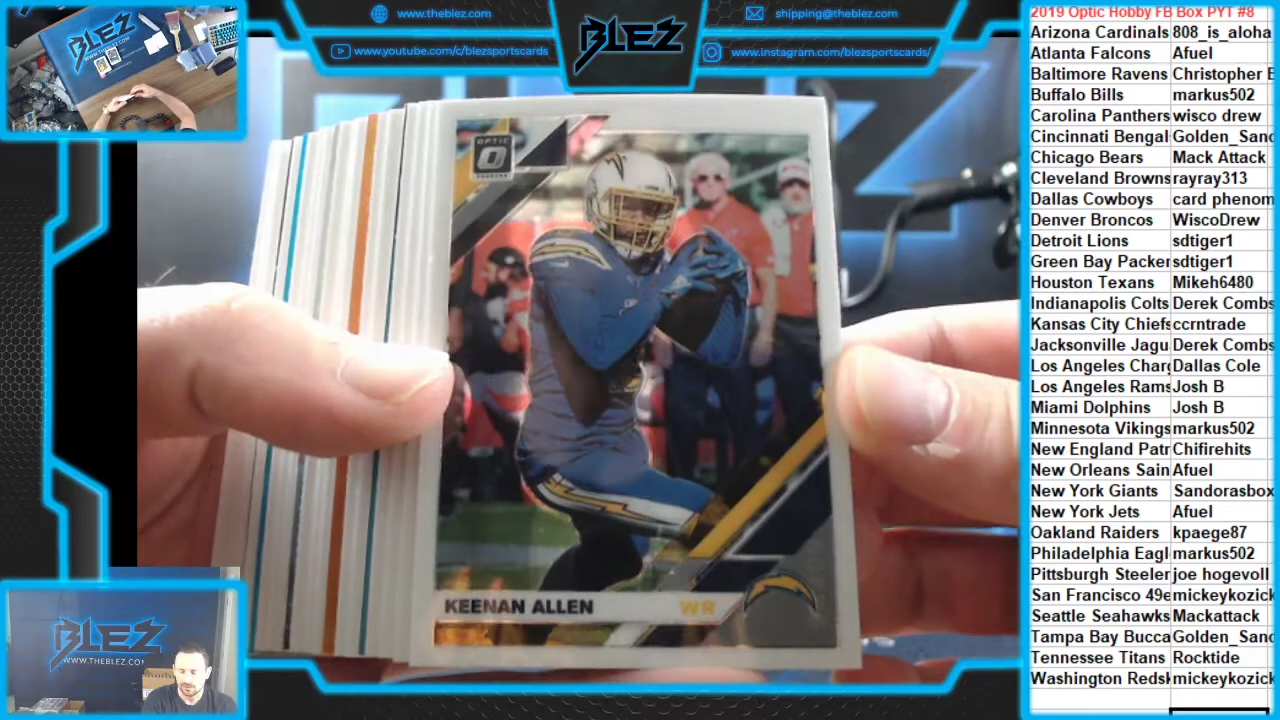 BLEZ
WWW.THEBLEZ.COM
www.theblez.com
www.youtube.com/c/blezsportscards
BLEZ
shipping@theblez.com
www.instagram.com/blezsportscards/
OPTIC
KEENAN ALLEN WR
BLEZ
WWW.THEBLEZ.COM
2019 Optic Hobby FB Box PYT #8
Arizona Cardinals 808_is_aloha
Atlanta Falcons Afuel
Baltimore Ravens Christopher E
Buffalo Bills markus502
Carolina Panthers wisco drew
Cincinnati Bengal Golden_Sand
Chicago Bears Mack Attack
Cleveland Browns rayray313
Dallas Cowboys card phenom
Denver Broncos WiscoDrew
Detroit Lions sdtiger1
Green Bay Packer sdtiger1
Houston Texans Mikeh6480
Indianapolis Colts Derek Combs
Kansas City Chiefs ccrntrade
Jacksonville Jagu Derek Combs
Los Angeles Charg Dallas Cole
Los Angeles Rams Josh B
Miami Dolphins Josh B
Minnesota Vikings markus502
New England Patr Chifirehits
New Orleans Sain Afuel
New York Giants Sandorasbox
New York Jets Afuel
Oakland Raiders kpaege87
Philadelphia Eagl markus502
Pittsburgh Steeler joe hogevoll
San Francisco 49e mickeykozick
Seattle Seahawks Mackattack
Tampa Bay Bucca Golden_Sand
Tennessee Titans Rocktide
Washington Redsk mickeykozick